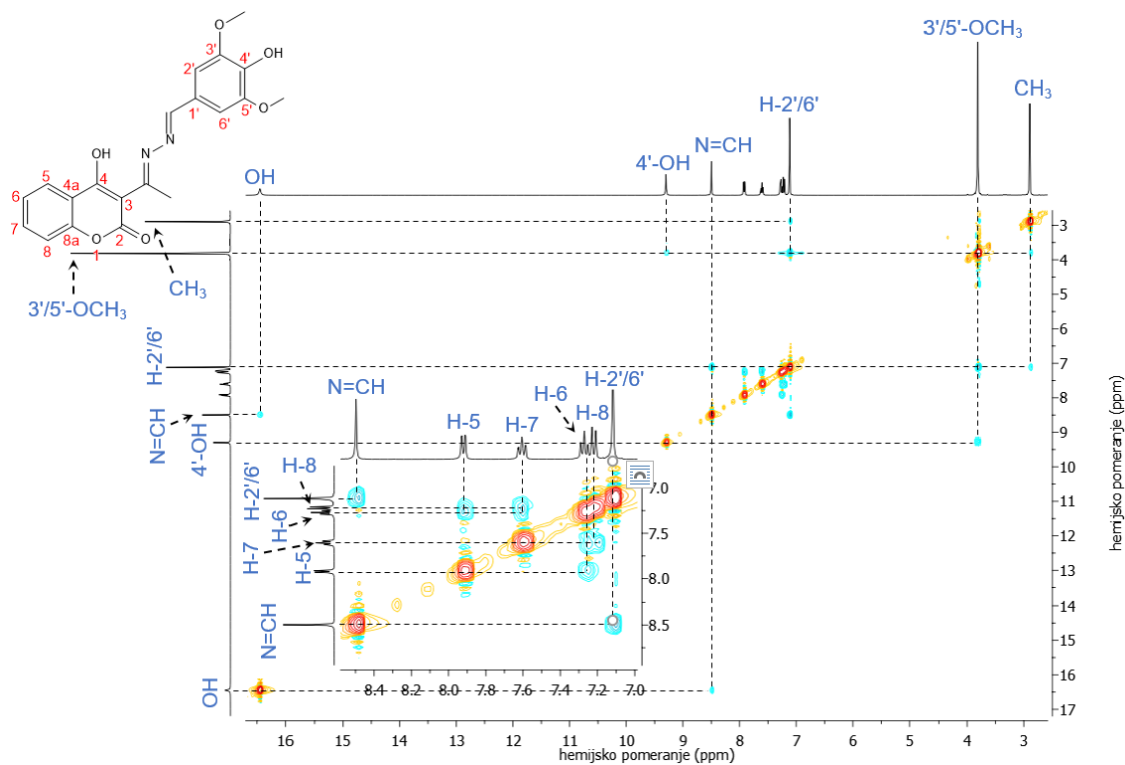 O
3'
4'
OH
2'
O
5'
1'
6'
N
N
OH
5
4
4a
6
3
7
8a
2
8
O
1
O
3'/5'-OCH3
CH3
H-2'/6'
N=CH
4'-OH
OH
CH3
3'/5'-OCH3
H-2'/6'
N=CH
4'-OH
OH
N=CH
H-5
H-7
H-6
H-8
H-2'/6'
H-2'/6'
H-8
H-6
H-7
H-5
N=CH
7.0
7.5
8.0
8.5
8.4 8.2 8.0 7.8 7.6 7.4 7.2 7.0
3
4
5
6
7
8
9
10
11
12
13
14
15
16
17
hemijsko pomeranje (ppm)
16 15 14 13 12 11 10 9 8 7 6 5 4 3
hemijsko pomeranje (ppm)